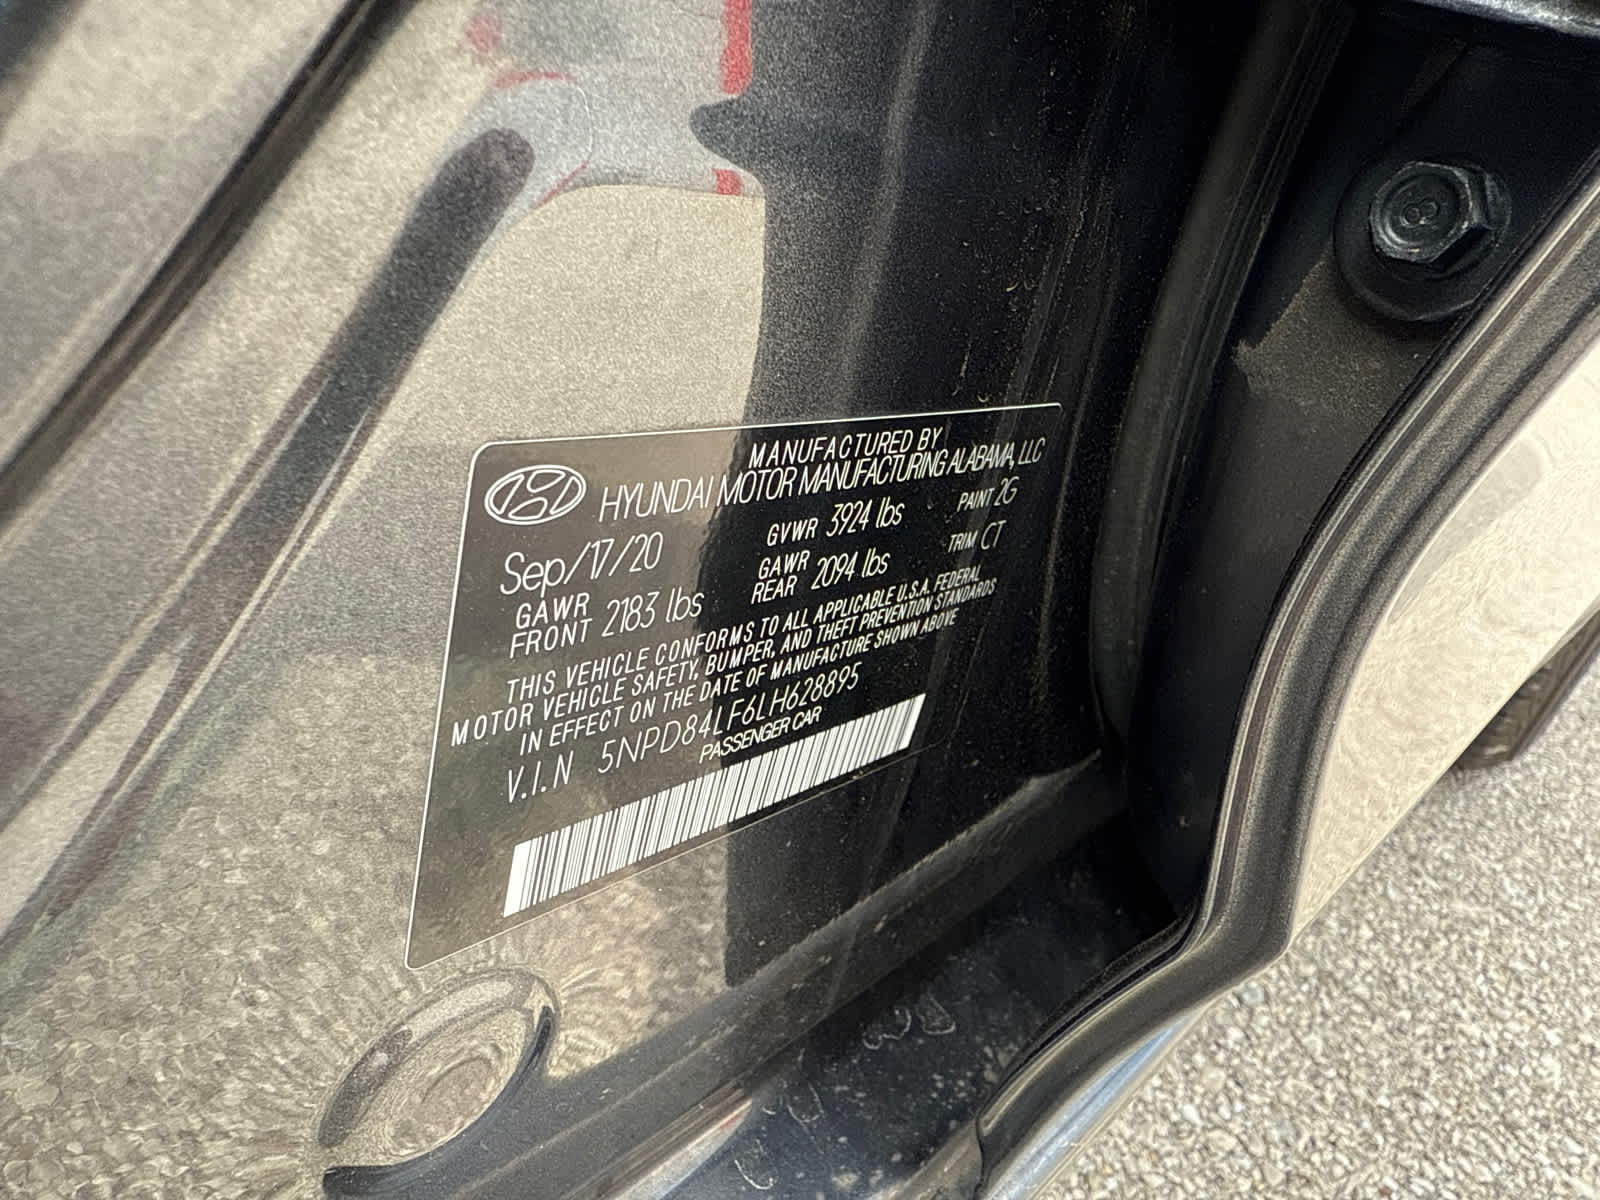 MANUFACTURED BY
HYUNDAI MOTOR MANUFACTURING ALABAMA, LLC
Sep/17/20 GVWR 3924 lbs PAINT 2G
GAWR FRONT 2183 lbs GAWR REAR 2094 lbs TRIM CT
THIS VEHICLE CONFORMS TO ALL APPLICABLE U.S.A. FEDERAL
MOTOR VEHICLE SAFETY, BUMPER, AND THEFT PREVENTION STANDARDS
IN EFFECT ON THE DATE OF MANUFACTURE SHOWN ABOVE
V.I.N 5NPD84LF6LH628895
PASSENGER CAR